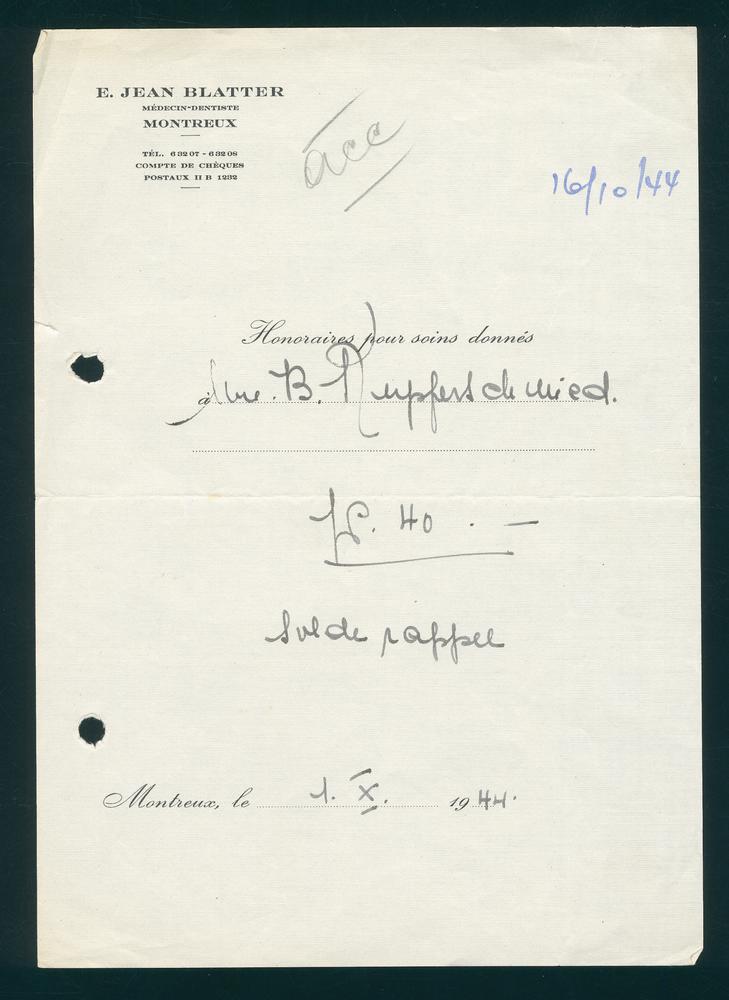 E. JEAN BLATTER
MÉDECIN-DENTISTE
MONTREUX
TÉL. 6 32 07 - 6 32 08
COMPTE DE CHÈQUES
POSTAUX II B 1232
acc
16/10/44
Honoraires pour soins donnés
à Mme. B.
fr. 40.—
solde rappel
Montreux, le 1. X. 1944.